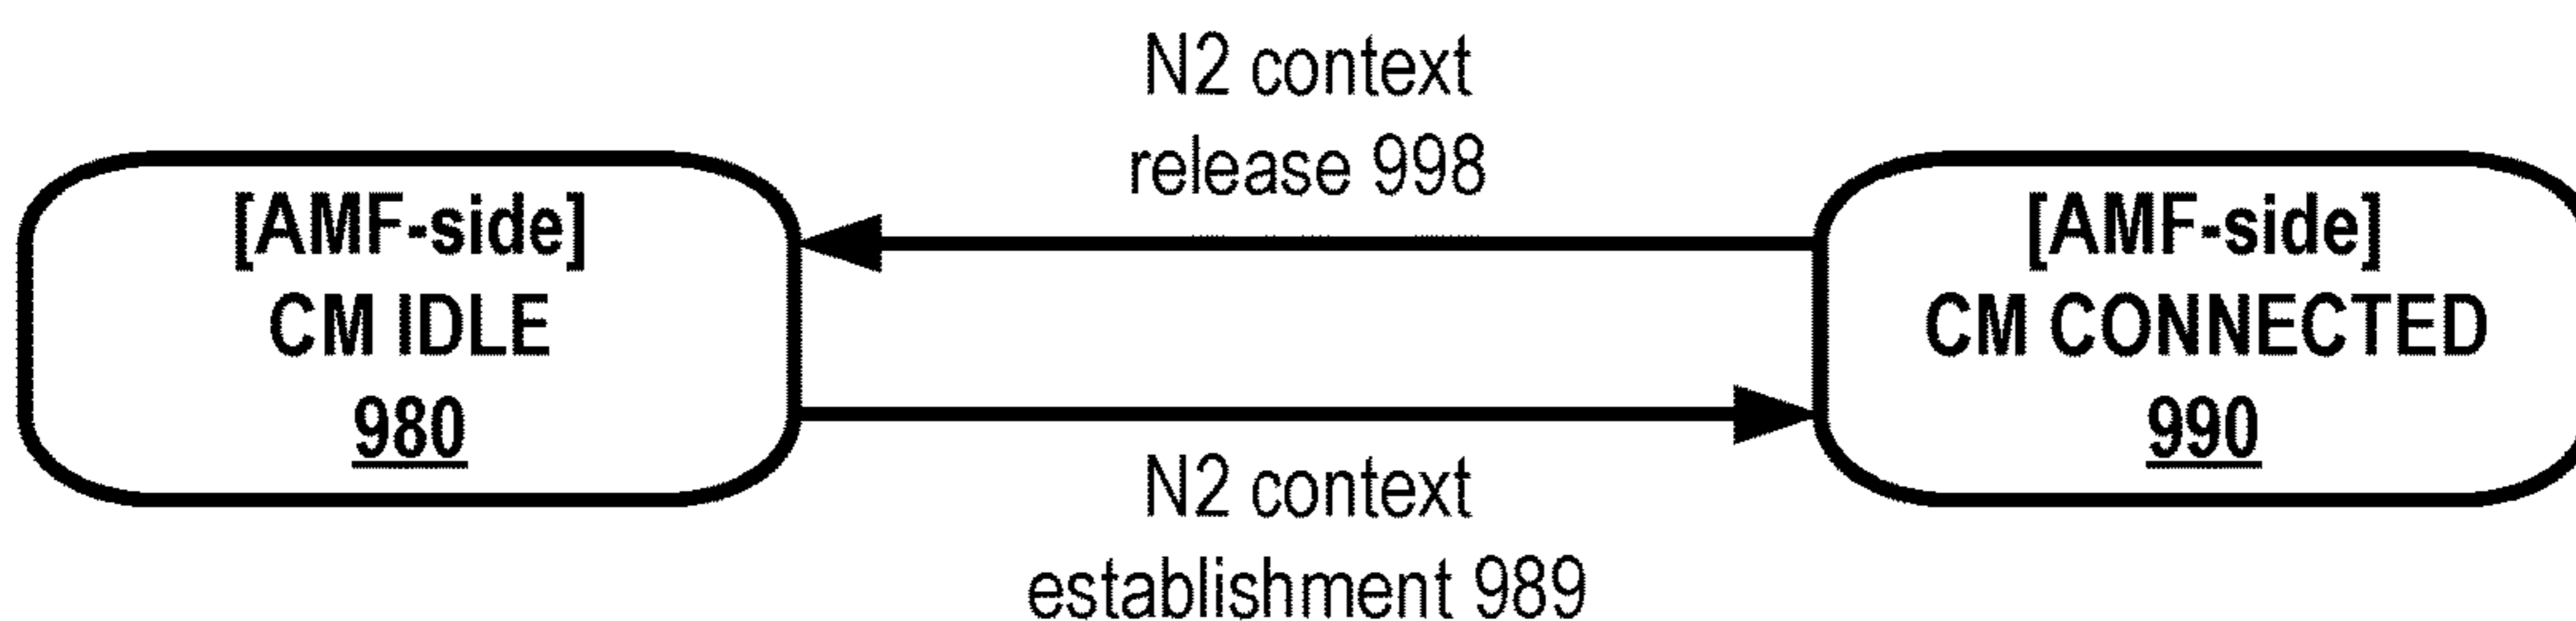 N2 context
release 998
[AMF-side]
CM IDLE
980
[AMF-side]
CM CONNECTED
990
N2 context
establishment 989